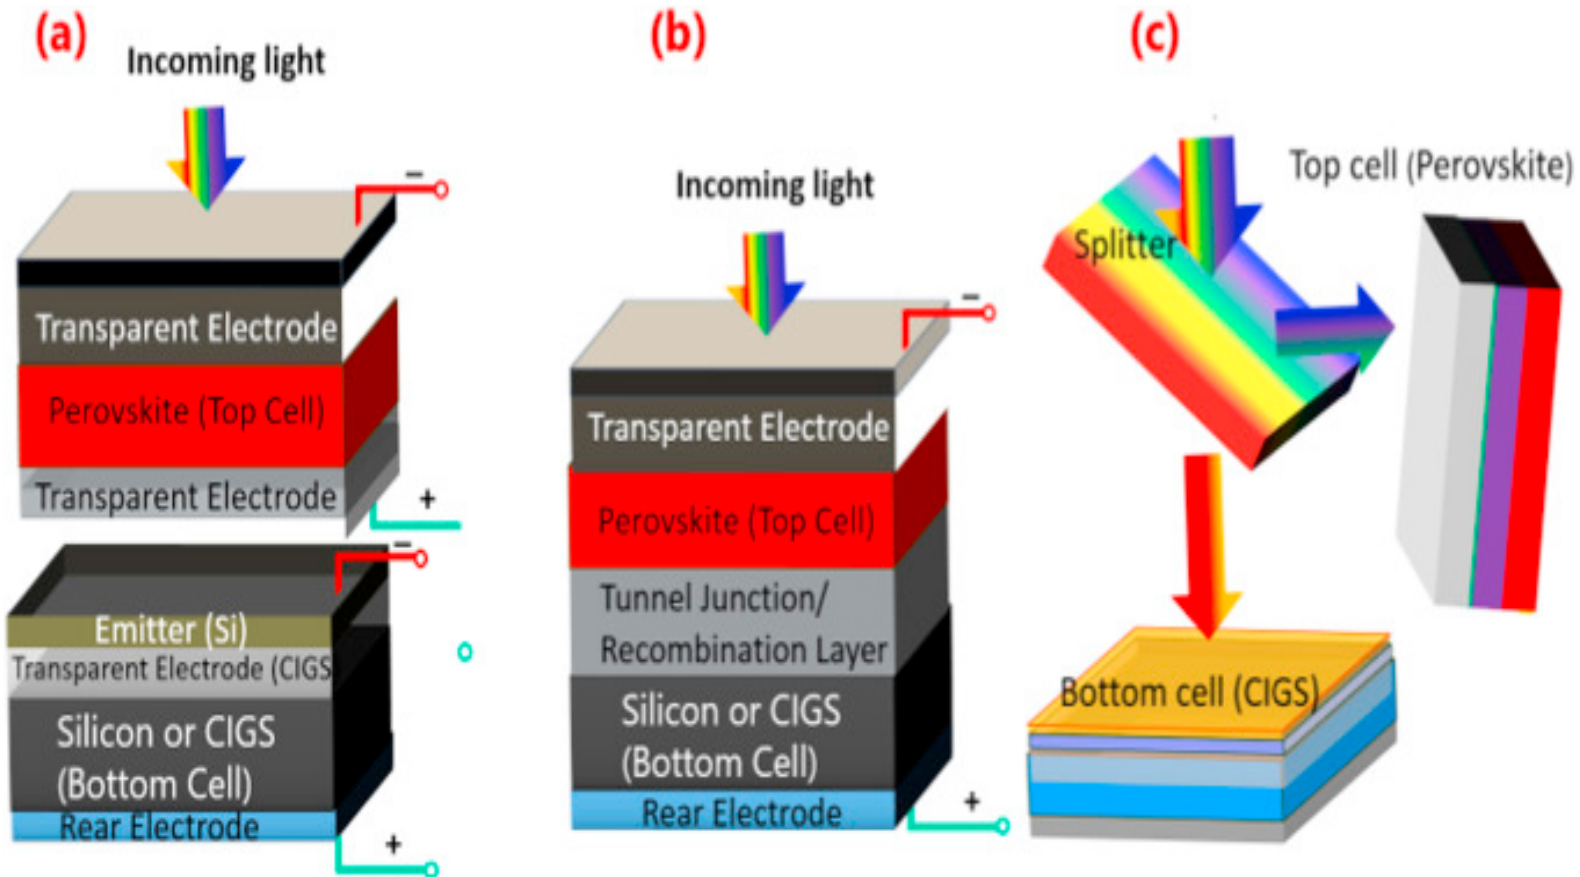 (a)
Incoming light
−
Transparent Electrode
Perovskite (Top Cell)
Transparent Electrode
+
−
Emitter (Si)
Transparent Electrode (CIGS
Silicon or CIGS
(Bottom Cell)
Rear Electrode
+
(b)
Incoming light
−
Transparent Electrode
Perovskite (Top Cell)
Tunnel Junction/
Recombination Layer
Silicon or CIGS
(Bottom Cell)
Rear Electrode
+
(c)
Top cell (Perovskite)
Splitter
Bottom cell (CIGS)